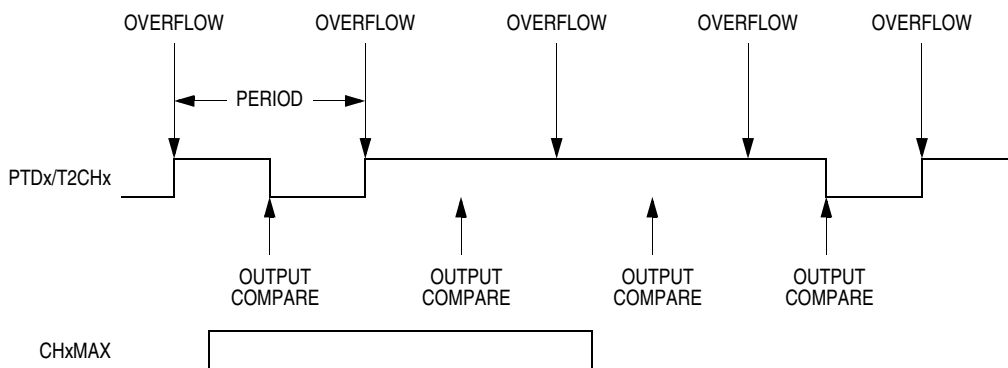 OVERFLOW OVERFLOW OVERFLOW OVERFLOW OVERFLOW
PERIOD
PTDx/T2CHx
OUTPUT OUTPUT OUTPUT OUTPUT
COMPARE COMPARE COMPARE COMPARE
CHxMAX